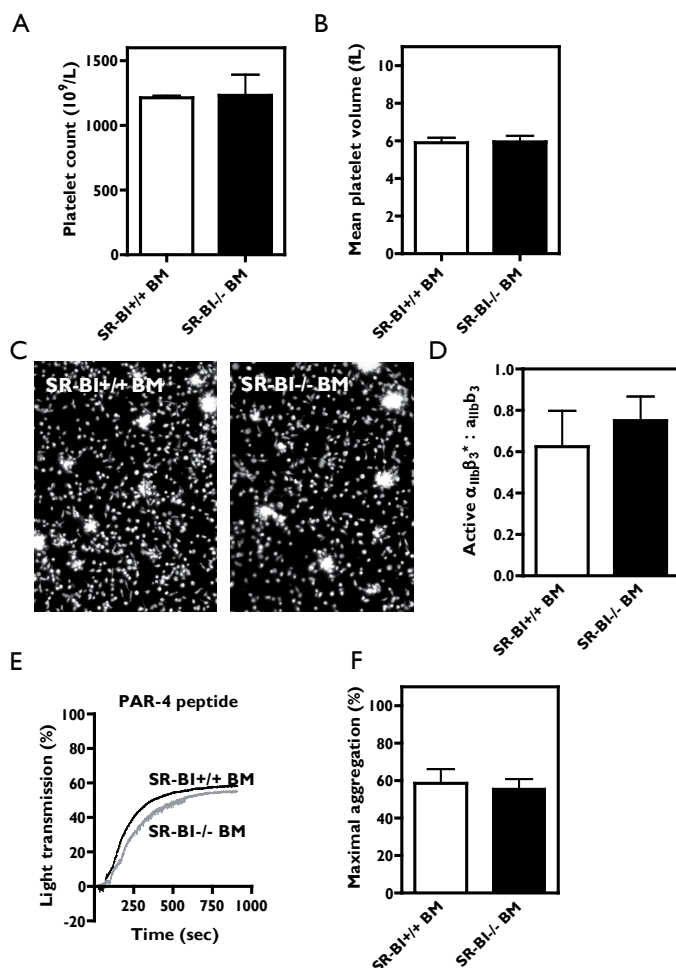 A
Platelet count (10⁹/L)
1500
1000
500
0
SR-BI+/+ BM
SR-BI-/- BM
B
Mean platelet volume (fL)
10
8
6
4
2
0
SR-BI+/+ BM
SR-BI-/- BM
C
SR-BI+/+ BM
SR-BI-/- BM
D
Active αIIbβ3* : aIIbb3
1.0
0.8
0.6
0.4
0.2
0.0
SR-BI+/+ BM
SR-BI-/- BM
E
PAR-4 peptide
Light transmission (%)
100
80
60
40
20
0
-20
SR-BI+/+ BM
SR-BI-/- BM
250
500
750
1000
Time (sec)
F
Maximal aggregation (%)
100
80
60
40
20
0
SR-BI+/+ BM
SR-BI-/- BM